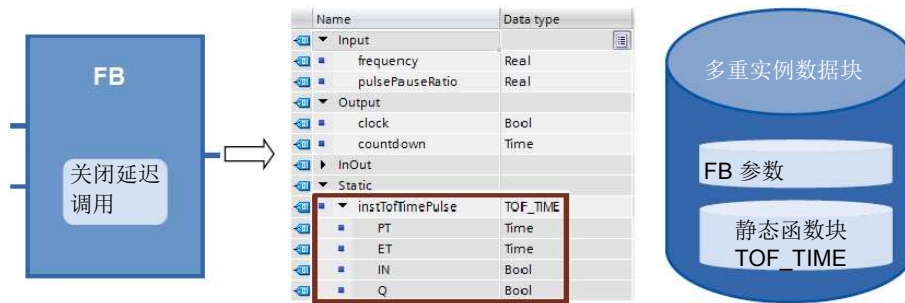 FB
关闭延迟
调用
Name Data type
Input
frequency Real
pulsePauseRatio Real
Output
clock Bool
countdown Time
InOut
Static
instTofTimePulse TOF_TIME
PT Time
ET Time
IN Bool
Q Bool
多重实例数据块
FB 参数
静态函数块
TOF_TIME